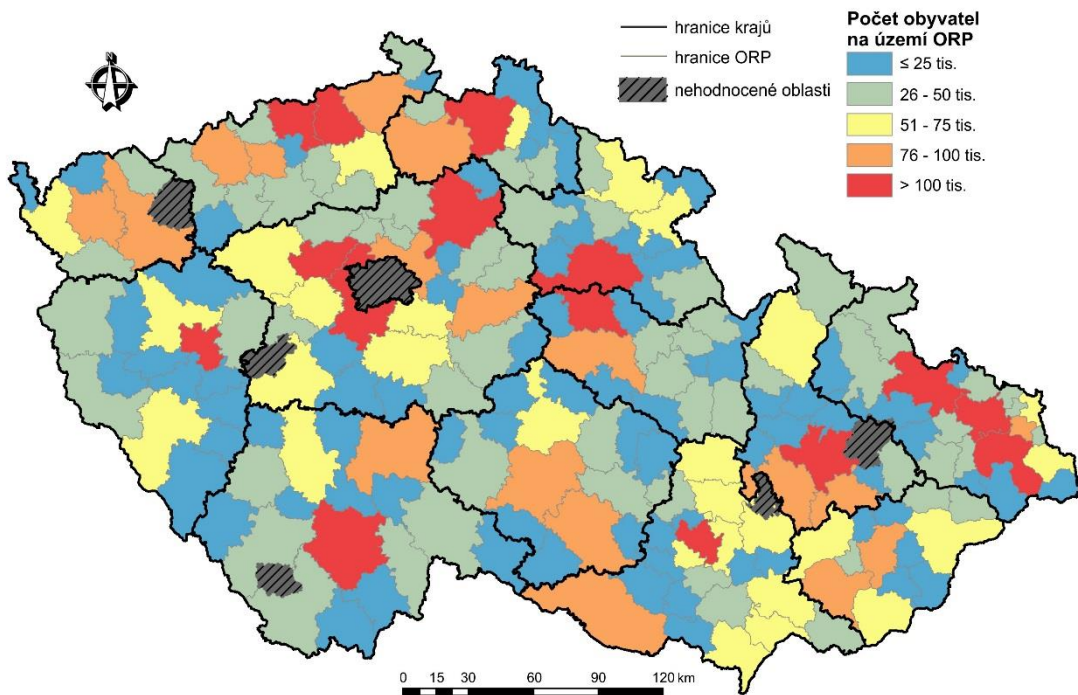 hranice krajů
hranice ORP
nehodnocené oblasti
Počet obyvatel
na území ORP
≤ 25 tis.
26 - 50 tis.
51 - 75 tis.
76 - 100 tis.
> 100 tis.
0 15 30 60 90 120 km